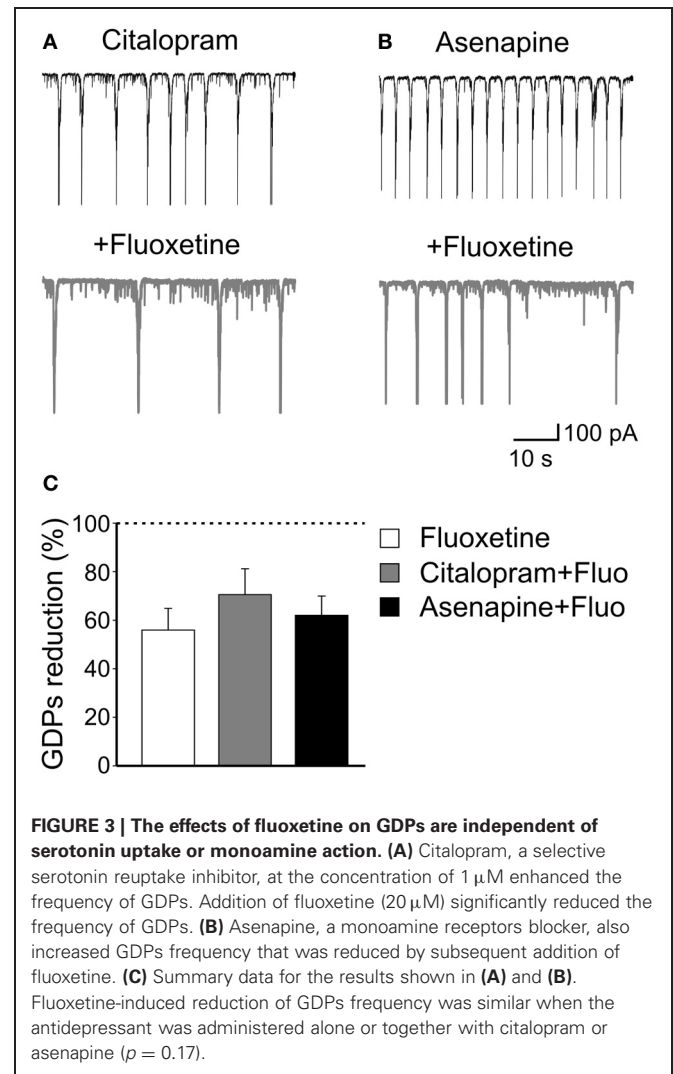 A Citalopram
B Asenapine
+Fluoxetine
+Fluoxetine
100 pA
10 s
C
GDPs reduction (%)
100
80
60
40
20
0
Fluoxetine
Citalopram+Fluo
Asenapine+Fluo
FIGURE 3 | The effects of fluoxetine on GDPs are independent of
serotonin uptake or monoamine action. (A) Citalopram, a selective
serotonin reuptake inhibitor, at the concentration of 1 μM enhanced the
frequency of GDPs. Addition of fluoxetine (20 μM) significantly reduced the
frequency of GDPs. (B) Asenapine, a monoamine receptors blocker, also
increased GDPs frequency that was reduced by subsequent addition of
fluoxetine. (C) Summary data for the results shown in (A) and (B).
Fluoxetine-induced reduction of GDPs frequency was similar when the
antidepressant was administered alone or together with citalopram or
asenapine (p = 0.17).